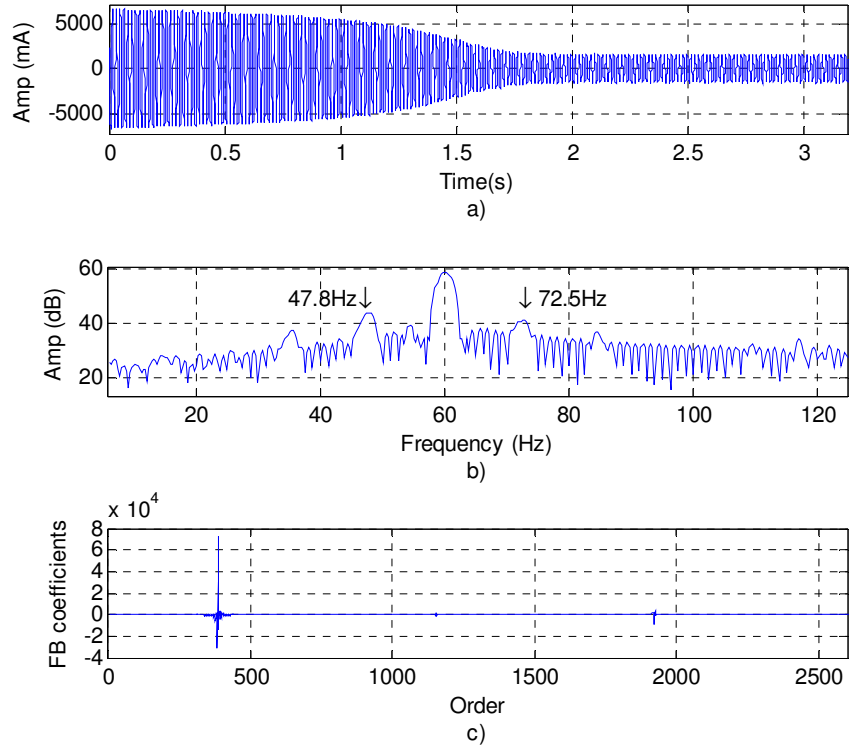 Amp (mA)
5000
0
-5000
0 0.5 1 1.5 2 2.5 3
Time(s)
a)
Amp (dB)
60
40
20
47.8Hz ↓ ↓ 72.5Hz
20 40 60 80 100 120
Frequency (Hz)
b)
x 10^4
FB coefficients
8
6
4
2
0
-2
-4
0 500 1000 1500 2000 2500
Order
c)